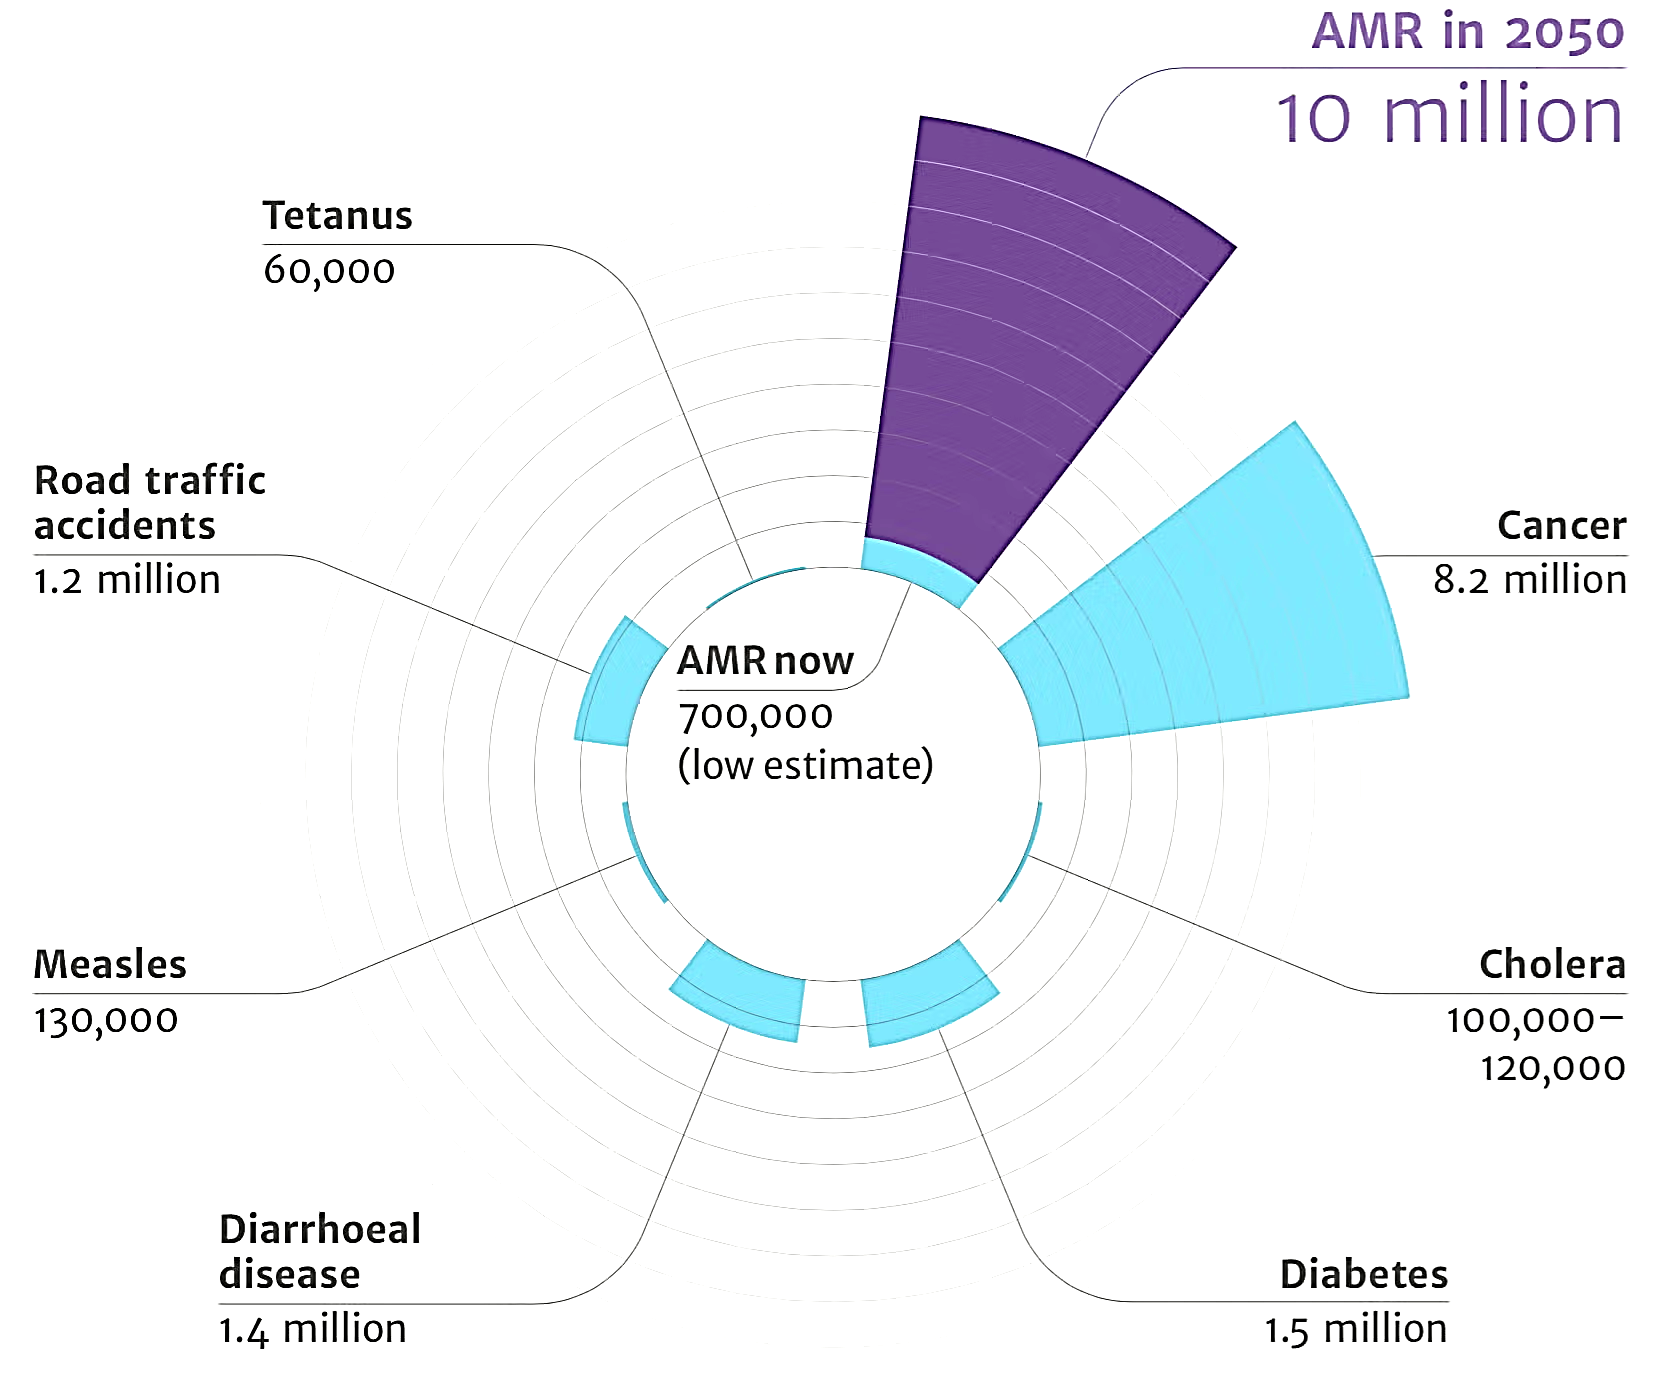 AMR in 2050
10 million
Tetanus
60,000
Road traffic
accidents
1.2 million
Cancer
8.2 million
AMR now
700,000
(low estimate)
Measles
130,000
Cholera
100,000–
120,000
Diarrhoeal
disease
1.4 million
Diabetes
1.5 million